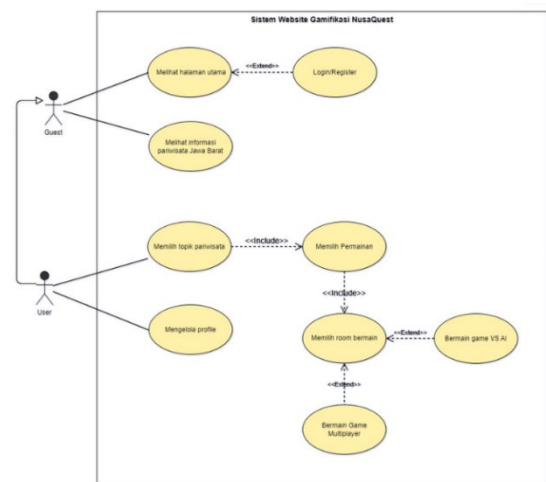 Sistem Website Gamifikasi NusaQuest
Melihat halaman utama
<<Extend>>
Login/Register
Guest
Melihat informasi
pariwisata Jawa Barat
Memilih topik pariwisata
<<Include>>
Memilih Permainan
<<Include>>
User
Mengelola profile
Memilih room bermain
<<Extend>>
Bermain game VS AI
<<Extend>>
Bermain Game
Multiplayer